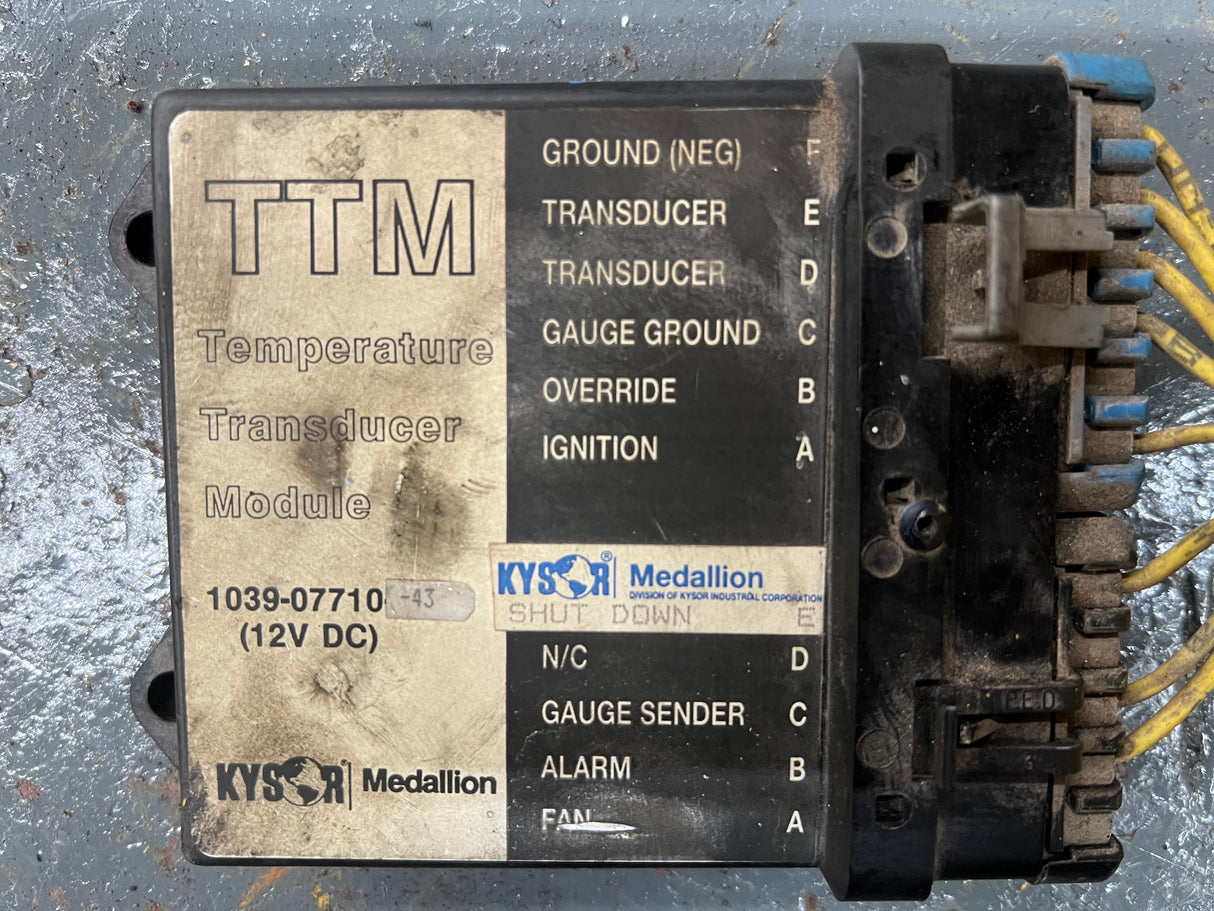 TTM
Temperature
Transducer
Module
1039-07710 -43
(12V DC)
KYSOR Medallion
GROUND (NEG) F
TRANSDUCER E
TRANSDUCER D
GAUGE GROUND C
OVERRIDE B
IGNITION A
KYSOR® Medallion
DIVISION OF KYSOR INDUSTRIAL CORPORATION
SHUT DOWN E
N/C D
GAUGE SENDER C
ALARM B
FAN A
P.E.D